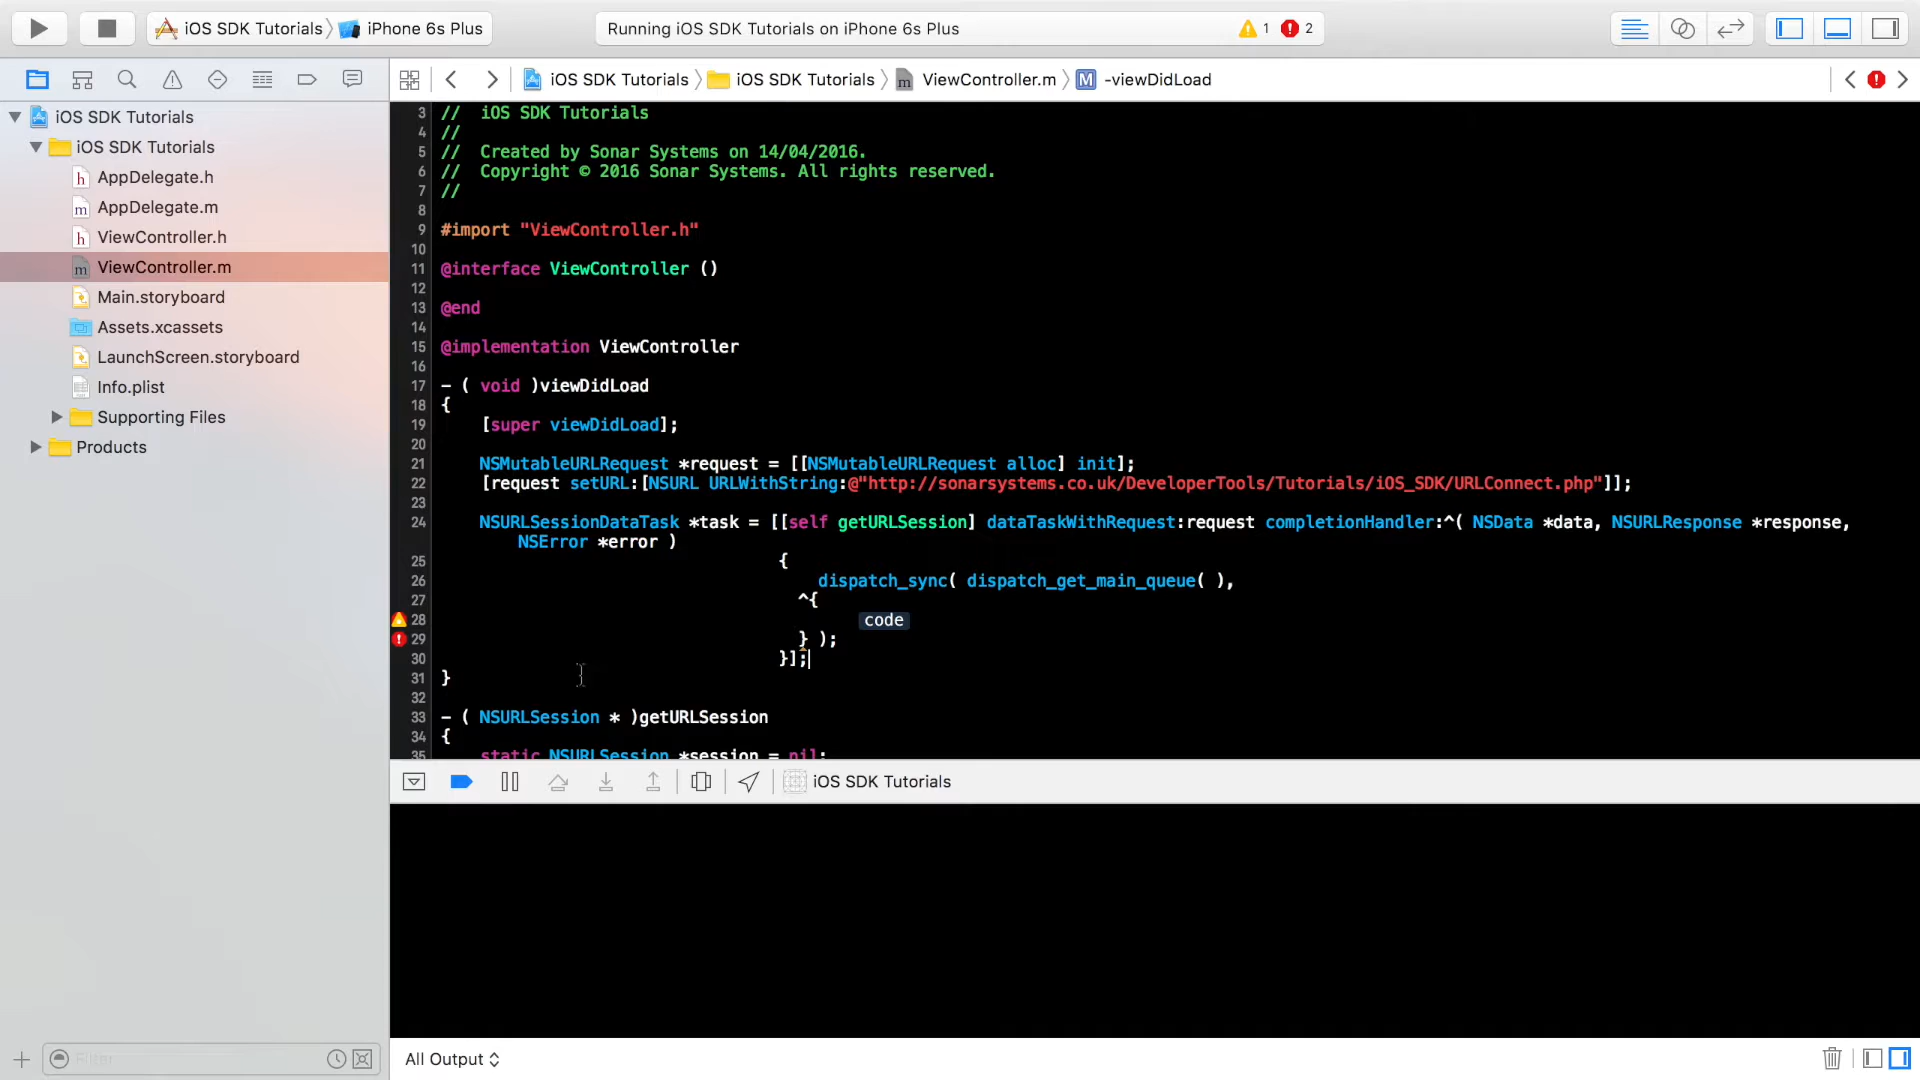 iOS SDK Tutorials iPhone 6s Plus Running iOS SDK Tutorials on iPhone 6s Plus 1 2
iOS SDK Tutorials iOS SDK Tutorials ViewController.m M -viewDidLoad
iOS SDK Tutorials
iOS SDK Tutorials
h AppDelegate.h
m AppDelegate.m
h ViewController.h
m ViewController.m
Main.storyboard
Assets.xcassets
LaunchScreen.storyboard
Info.plist
Supporting Files
Products
Filter
3 // iOS SDK Tutorials
4 //
5 // Created by Sonar Systems on 14/04/2016.
6 // Copyright © 2016 Sonar Systems. All rights reserved.
7 //
8
9 #import "ViewController.h"
10
11 @interface ViewController ()
12
13 @end
14
15 @implementation ViewController
16
17 - ( void )viewDidLoad
18 {
19 [super viewDidLoad];
20
21 NSMutableURLRequest *request = [[NSMutableURLRequest alloc] init];
22 [request setURL:[NSURL URLWithString:@"http://sonarsystems.co.uk/DeveloperTools/Tutorials/iOS_SDK/URLConnect.php"]];
23
24 NSURLSessionDataTask *task = [[self getURLSession] dataTaskWithRequest:request completionHandler:^( NSData *data, NSURLResponse *response,
NSError *error )
25 {
26 dispatch_sync( dispatch_get_main_queue( ),
27 ^{
28 code
29 } );
30 }];
31 }
32
33 - ( NSURLSession * )getURLSession
34 {
35 static NSURLSession *session = nil;
iOS SDK Tutorials
All Output